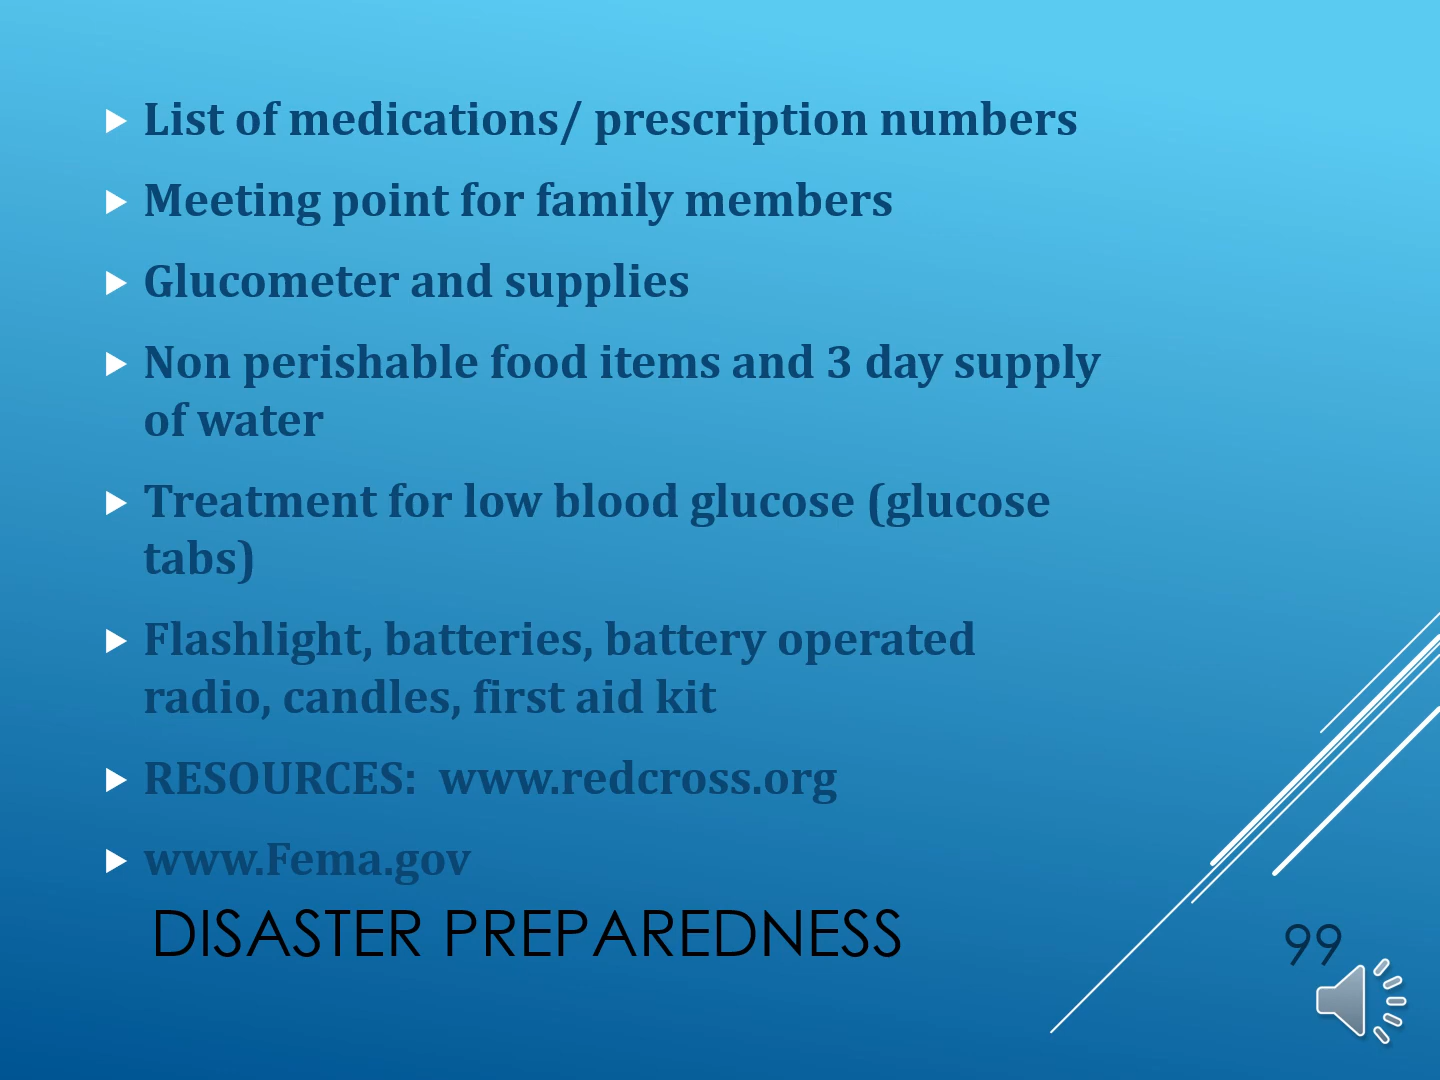 List of medications/ prescription numbers
Meeting point for family members
Glucometer and supplies
Non perishable food items and 3 day supply
of water
Treatment for low blood glucose (glucose
tabs)
Flashlight, batteries, battery operated
radio, candles, first aid kit
RESOURCES:  www.redcross.org
www.Fema.gov
DISASTER PREPAREDNESS
99